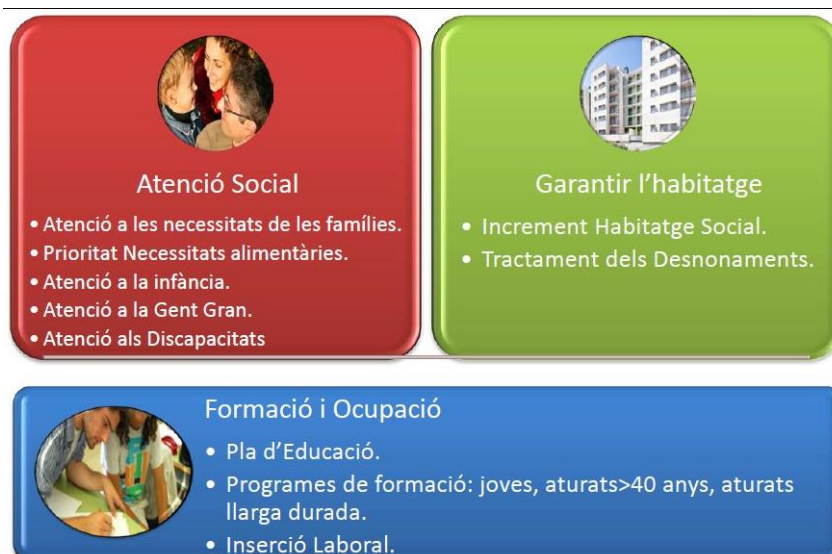 Atenció Social
• Atenció a les necessitats de les famílies.
• Prioritat Necessitats alimentàries.
• Atenció a la infància.
• Atenció a la Gent Gran.
• Atenció als Discapacitats
Garantir l'habitatge
• Increment Habitatge Social.
• Tractament dels Desnonaments.
Formació i Ocupació
• Pla d'Educació.
• Programes de formació: joves, aturats>40 anys, aturats
llarga durada.
• Inserció Laboral.